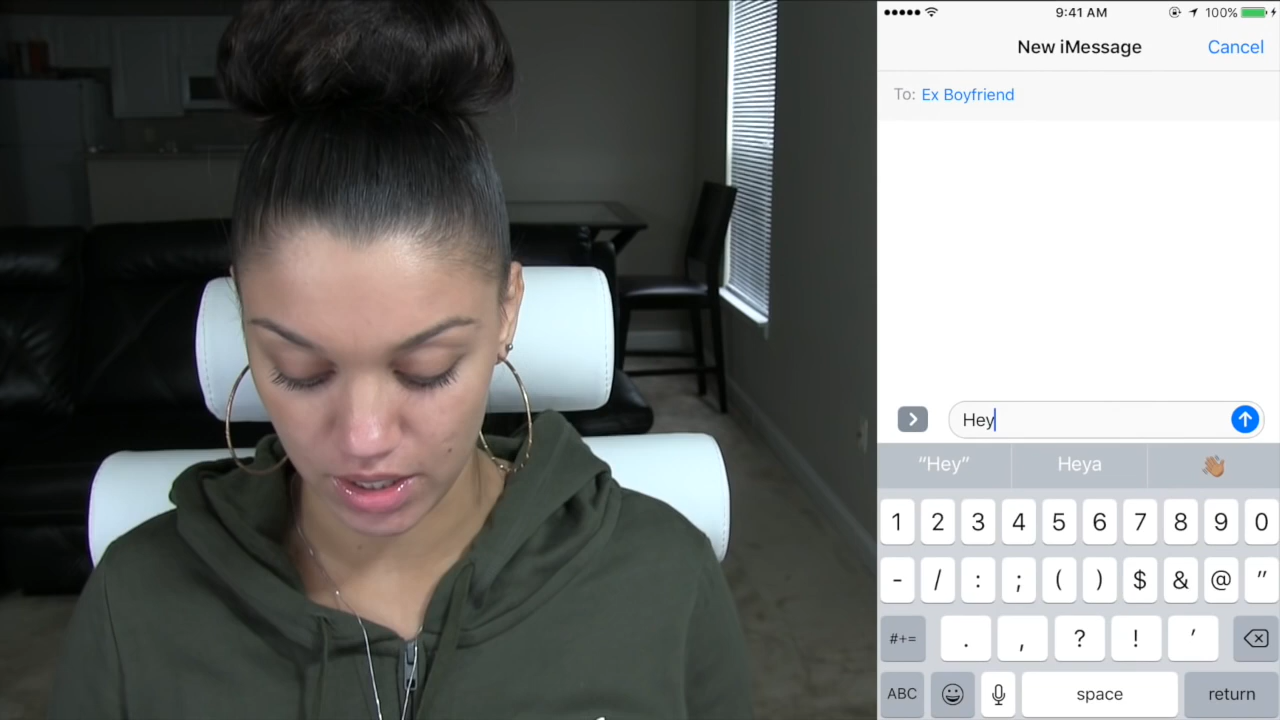 9:41 AM
100%
New iMessage
Cancel
To: Ex Boyfriend
Hey
“Hey”
Heya
1 2 3 4 5 6 7 8 9 0
- / : ; ( ) $ & @ "
#+= . , ? ! ’
ABC
space
return